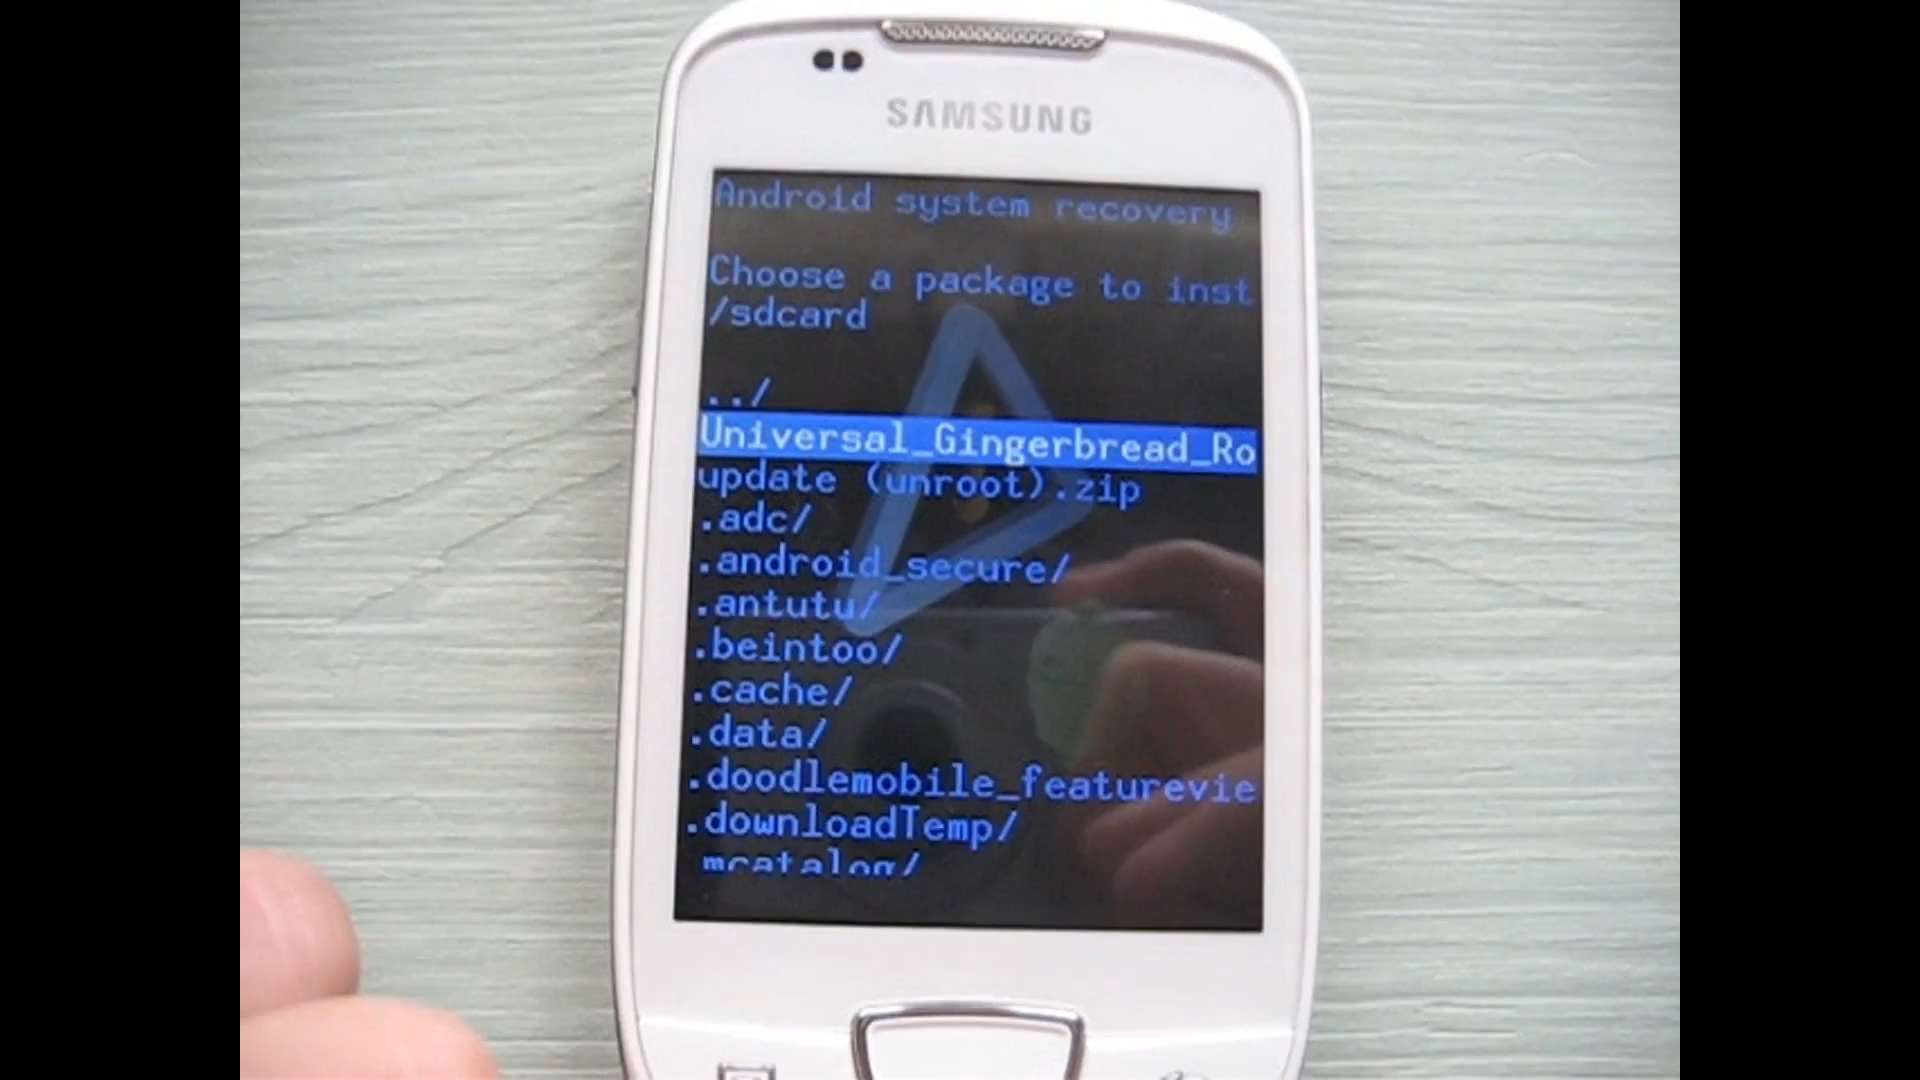 SAMSUNG
Android system recovery
Choose a package to inst
/sdcard
../
Universal_Gingerbread_Ro
update (unroot).zip
.adc/
.android_secure/
.antutu/
.beintoo/
.cache/
.data/
.doodlemobile_featurevie
.downloadTemp/
.mcatalog/